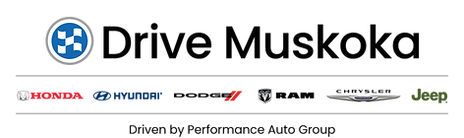 Drive Muskoka
HONDA HYUNDAI DODGE RAM CHRYSLER Jeep
Driven by Performance Auto Group